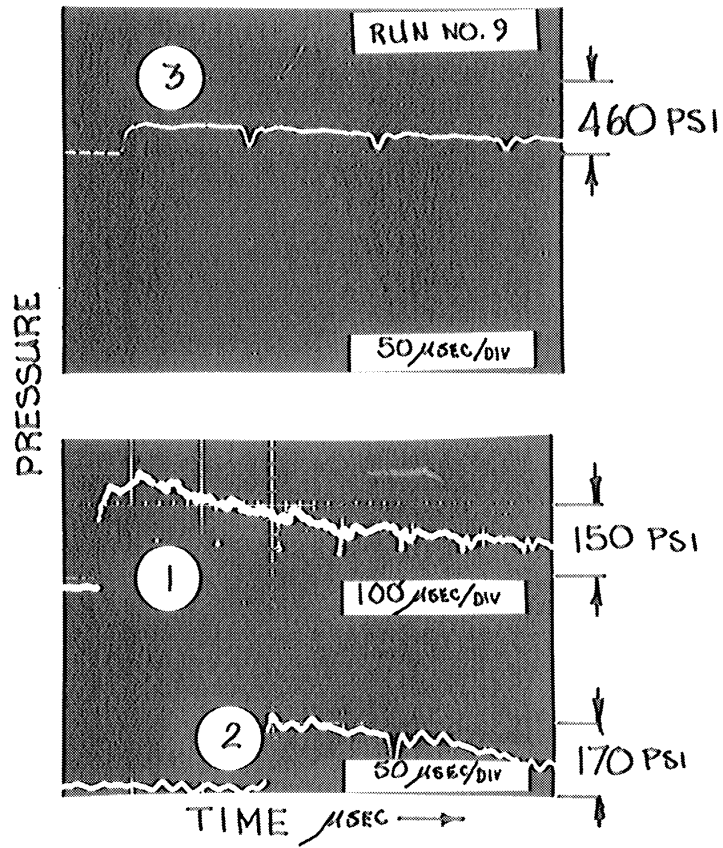 RUN NO. 9
3
460 PSI
50 µSEC/DIV
PRESSURE
1
150 PSI
100 µSEC/DIV
2
50 µSEC/DIV
170 PSI
TIME µSEC